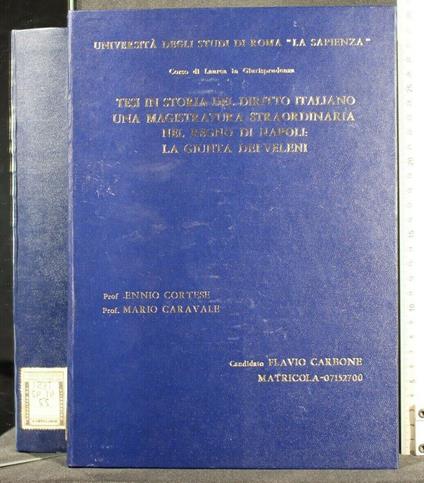 UNIVERSITÀ DEGLI STUDI DI ROMA "LA SAPIENZA"
Corso di Laurea in Giurisprudenza
TESI IN STORIA DEL DIRITTO ITALIANO
UNA MAGISTRATURA STRAORDINARIA
NEL REGNO DI NAPOLI:
LA GIUNTA DEI VELENI
Prof. ENNIO CORTESE
Prof. MARIO CARAVALE
Candidato FLAVIO CARBONE
MATRICOLA-07152700